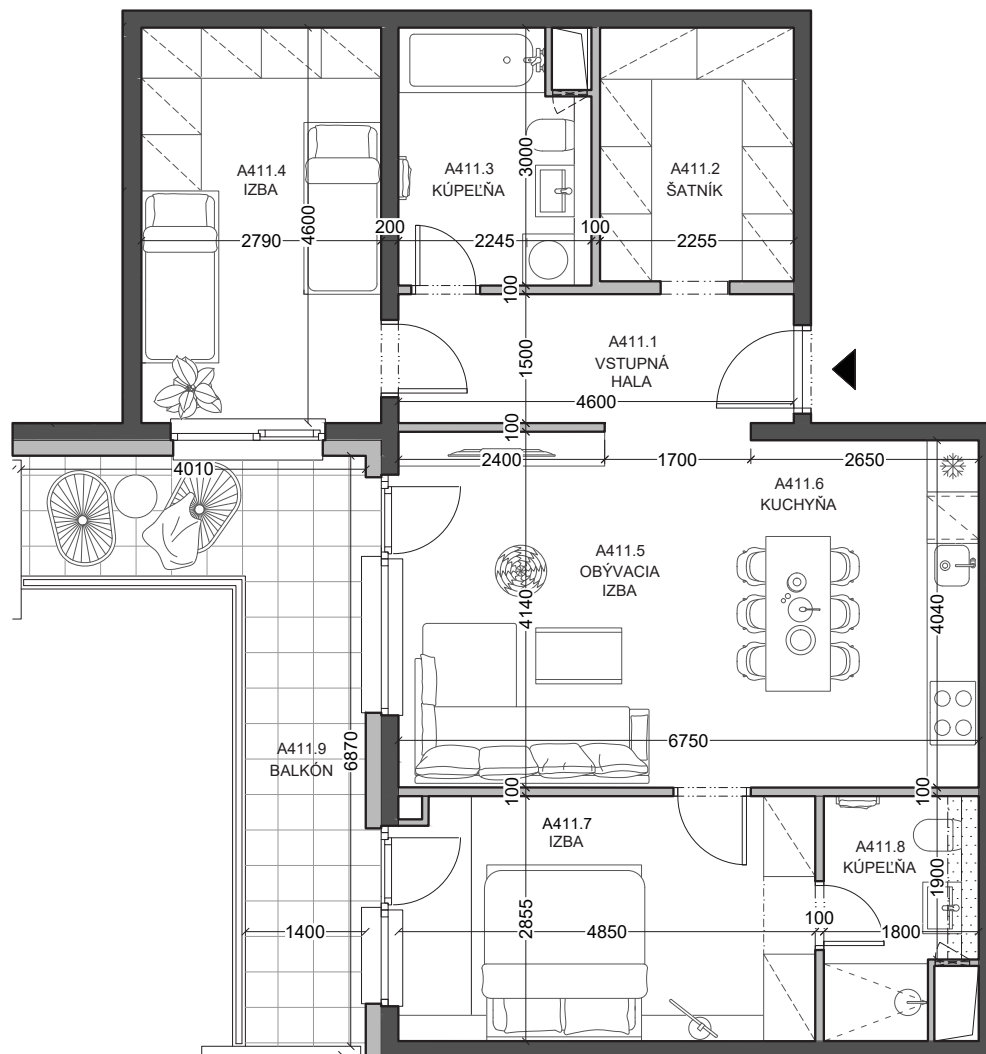 A411.4
IZBA
A411.3
KÚPEĽŇA
A411.2
ŠATNÍK
3000
4600
2790
200
2245
100
2255
100
A411.1
VSTUPNÁ
HALA
1500
4600
100
4010
2400
1700
2650
A411.6
KUCHYŇA
A411.5
OBÝVACIA
IZBA
4140
4040
6750
A411.9
BALKÓN
6870
100
100
A411.7
IZBA
A411.8
KÚPEĽŇA
1900
2855
1400
4850
100
1800